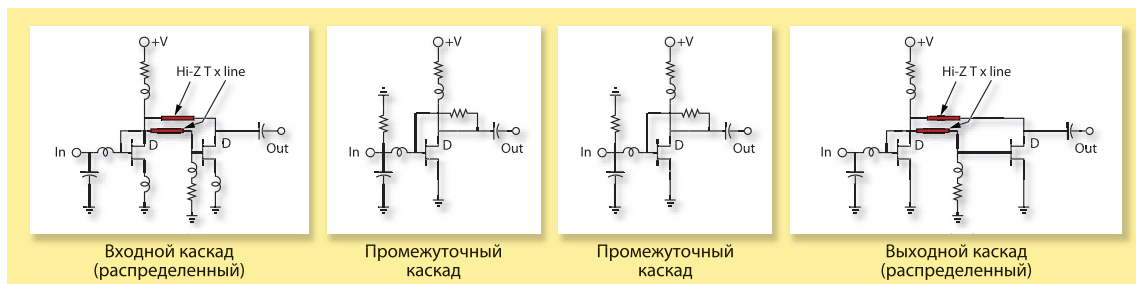 +V
Hi-Z T x line
D
D
In
Out
Входной каскад
(распределенный)
+V
D
In
Out
Промежуточный
каскад
+V
D
In
Out
Промежуточный
каскад
+V
Hi-Z T x line
D
D
In
Out
Выходной каскад
(распределенный)